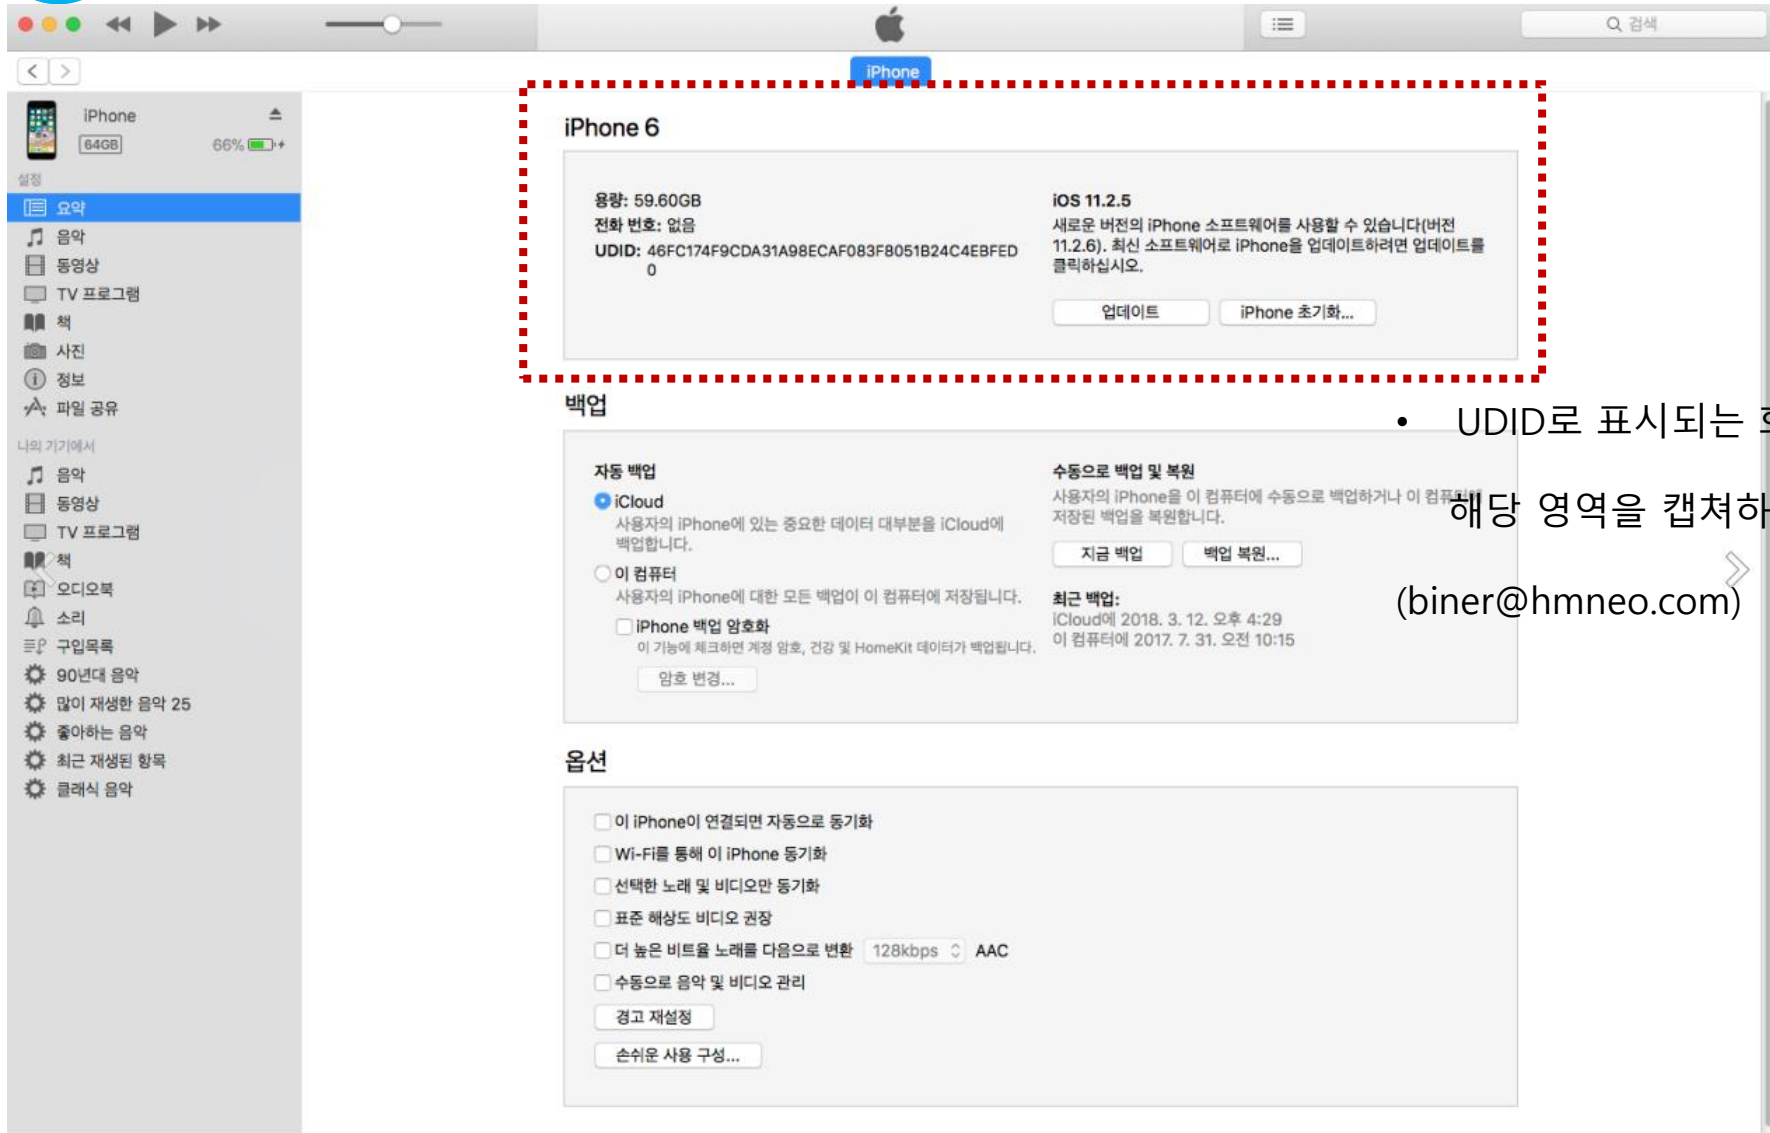 검색
iPhone
iPhone
64GB
66%
설정
요약
음악
동영상
TV 프로그램
책
사진
정보
파일 공유
나의 기기에서
음악
동영상
TV 프로그램
책
오디오북
소리
구입목록
90년대 음악
많이 재생한 음악 25
좋아하는 음악
최근 재생된 항목
클래식 음악
iPhone 6
용량: 59.60GB
전화 번호: 없음
UDID: 46FC174F9CDA31A98ECAF083F8051B24C4EBFED
0
iOS 11.2.5
새로운 버전의 iPhone 소프트웨어를 사용할 수 있습니다(버전
11.2.6). 최신 소프트웨어로 iPhone을 업데이트하려면 업데이트를
클릭하십시오.
업데이트
iPhone 초기화...
백업
자동 백업
iCloud
사용자의 iPhone에 있는 중요한 데이터 대부분을 iCloud에
백업합니다.
이 컴퓨터
사용자의 iPhone에 대한 모든 백업이 이 컴퓨터에 저장됩니다.
iPhone 백업 암호화
이 기능에 체크하면 계정 암호, 건강 및 HomeKit 데이터가 백업됩니다.
암호 변경...
수동으로 백업 및 복원
사용자의 iPhone을 이 컴퓨터에 수동으로 백업하거나 이 컴퓨터에
저장된 백업을 복원합니다.
지금 백업
백업 복원...
최근 백업:
iCloud에 2018. 3. 12. 오후 4:29
이 컴퓨터에 2017. 7. 31. 오전 10:15
• UDID로 표시되는
해당 영역을 캡쳐하
(biner@hmneo.com)
옵션
이 iPhone이 연결되면 자동으로 동기화
Wi-Fi를 통해 이 iPhone 동기화
선택한 노래 및 비디오만 동기화
표준 해상도 비디오 권장
더 높은 비트율 노래를 다음으로 변환 128kbps AAC
수동으로 음악 및 비디오 관리
경고 재설정
손쉬운 사용 구성...